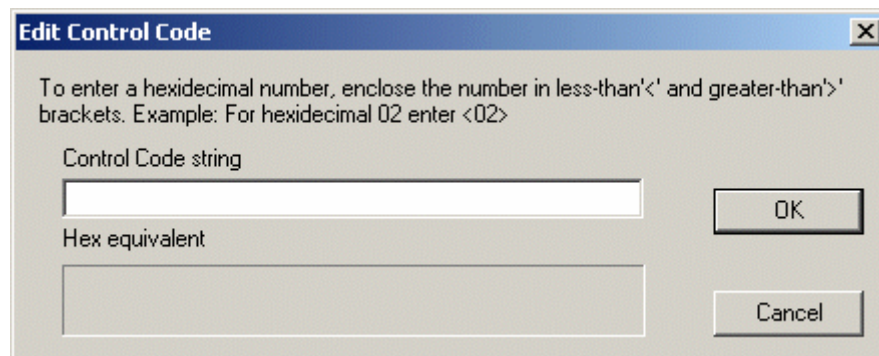 Edit Control Code
To enter a hexidecimal number, enclose the number in less-than'<' and greater-than'>'
brackets. Example: For hexidecimal 02 enter <02>
Control Code string
OK
Hex equivalent
Cancel